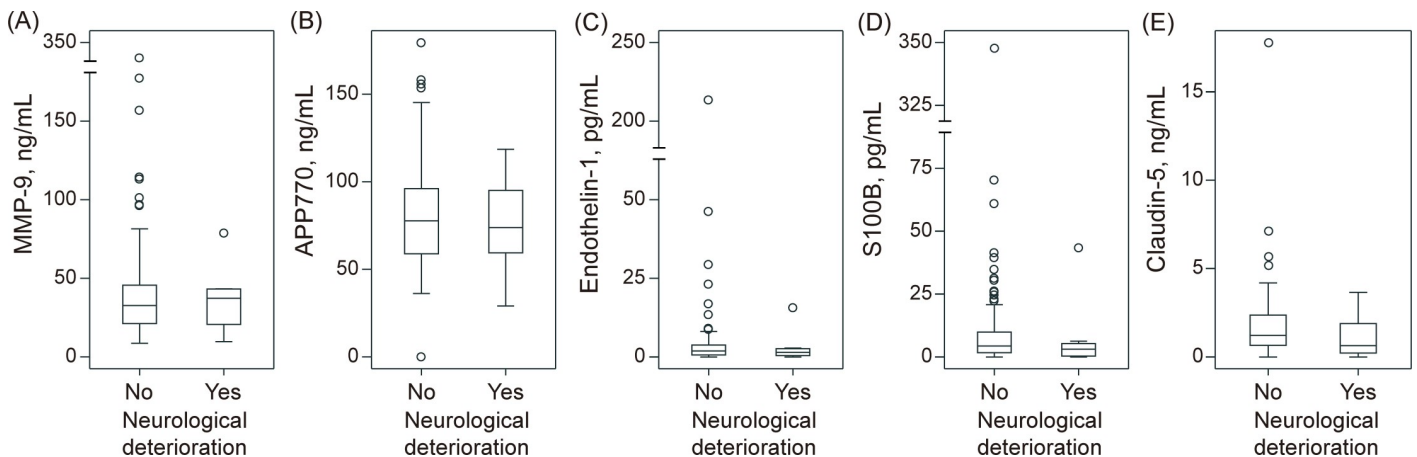 (A)
MMP-9, ng/mL
350
150
100
50
0
No Yes
Neurological
deterioration
(B)
APP770, ng/mL
150
100
50
0
No Yes
Neurological
deterioration
(C)
Endothelin-1, pg/mL
250
200
50
25
0
No Yes
Neurological
deterioration
(D)
S100B, pg/mL
350
325
75
50
25
0
No Yes
Neurological
deterioration
(E)
Claudin-5, ng/mL
15
10
5
0
No Yes
Neurological
deterioration